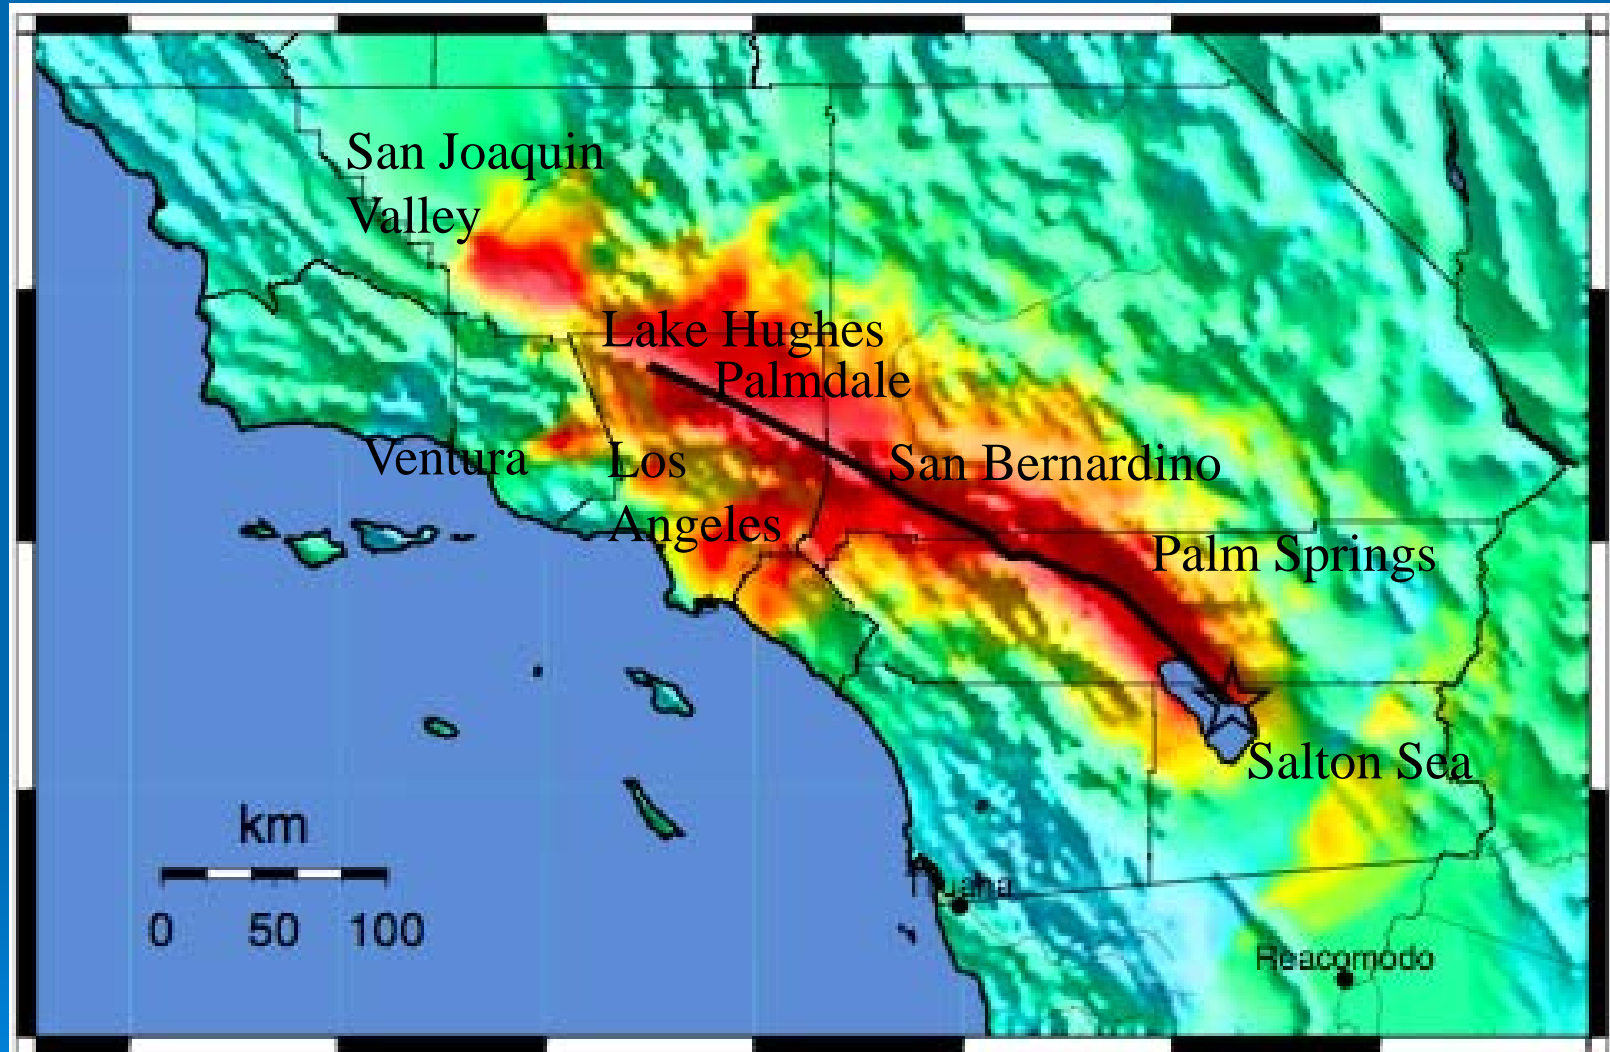 San Joaquin
Valley
Lake Hughes
Palmdale
Ventura
Los
Angeles
San Bernardino
Palm Springs
Salton Sea
km
0 50 100
Tijuana
Reacomodo